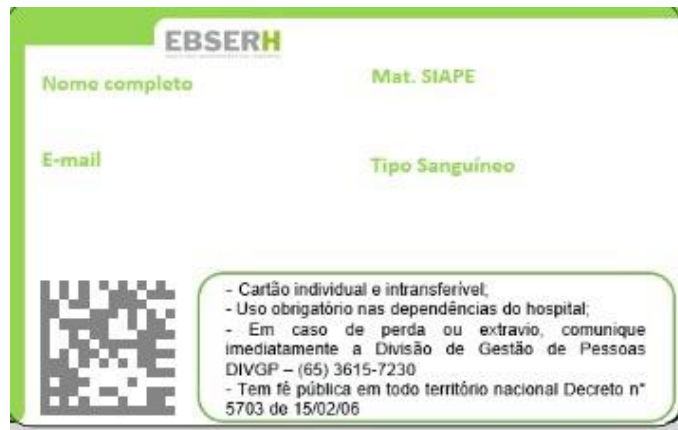 EBSERH
Nome completo
Mat. SIAPE
E-mail
Tipo Sanguíneo
- Cartão individual e intransferível;
- Uso obrigatório nas dependências do hospital;
- Em caso de perda ou extravio, comunique
imediatamente a Divisão de Gestão de Pessoas
DIVGP – (65) 3615-7230
- Tem fé pública em todo território nacional Decreto n°
5703 de 15/02/06